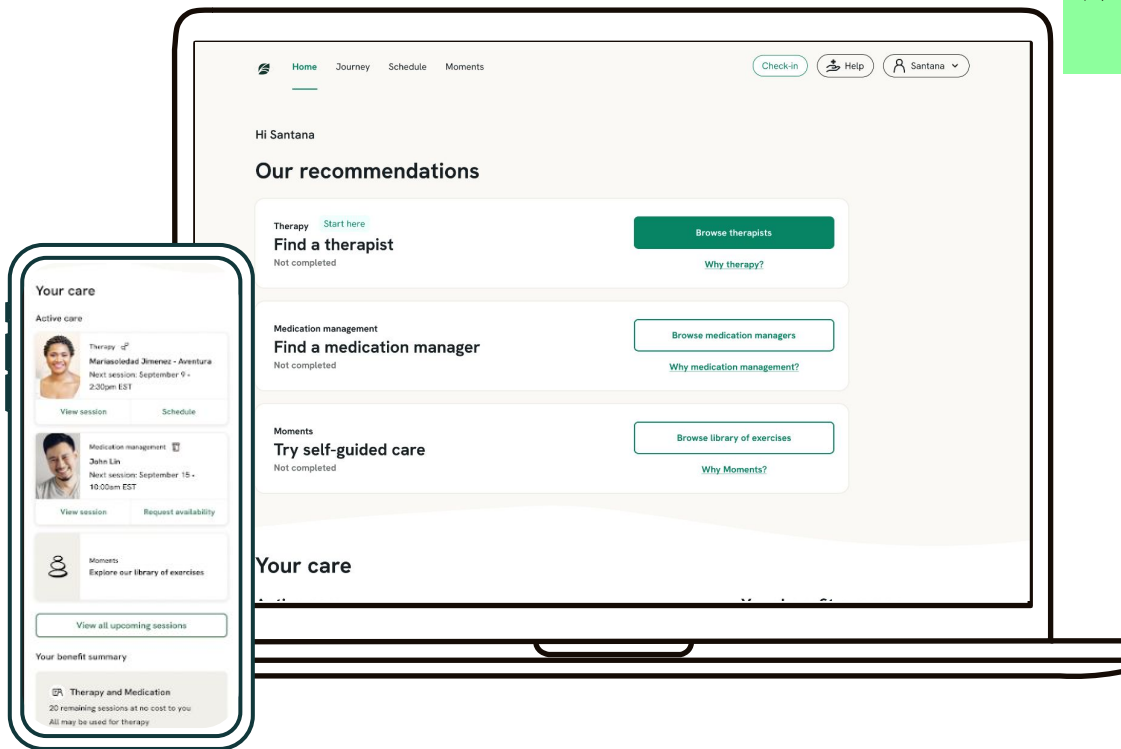 Home Journey Schedule Moments Check-in Help Santana
Hi Santana
Our recommendations
Therapy Start here
Find a therapist
Not completed
Browse therapists
Why therapy?
Medication management
Find a medication manager
Not completed
Browse medication managers
Why medication management?
Moments
Try self-guided care
Not completed
Browse library of exercises
Why Moments?
Your care
Your care
Active care
Therapy
Mariasoledad Jimenez - Aventura
Next session: September 9 •
2:30pm EST
View session Schedule
Medication management
John Lin
Next session: September 15 •
10:00am EST
View session Request availability
Moments
Explore our library of exercises
View all upcoming sessions
Your benefit summary
Therapy and Medication
20 remaining sessions at no cost to you
All may be used for therapy